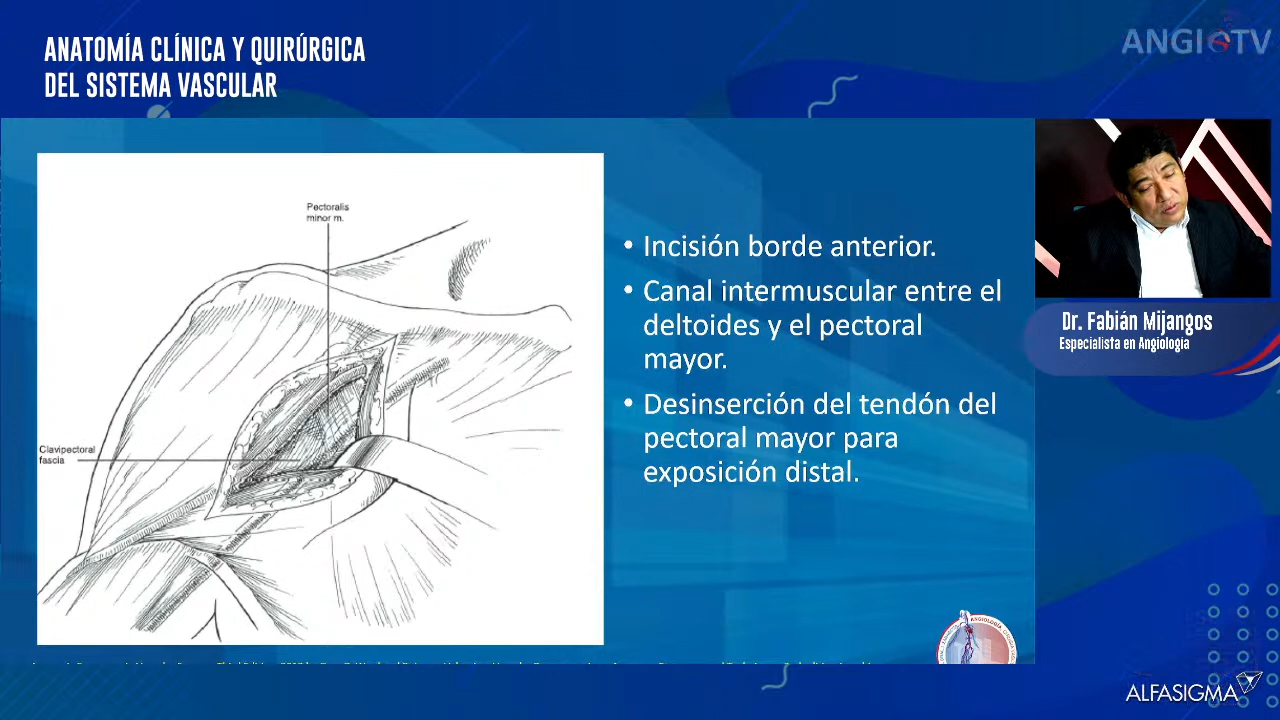 ANATOMÍA CLÍNICA Y QUIRÚRGICA
DEL SISTEMA VASCULAR
ANGIOTV
Pectoralis
minor m.
Clavipectoral
fascia
• Incisión borde anterior.
• Canal intermuscular entre el
deltoides y el pectoral
mayor.
• Desinserción del tendón del
pectoral mayor para
exposición distal.
Dr. Fabián Mijangos
Especialista en Angiología
ANGIOLOGÍA
ALFASIGMA